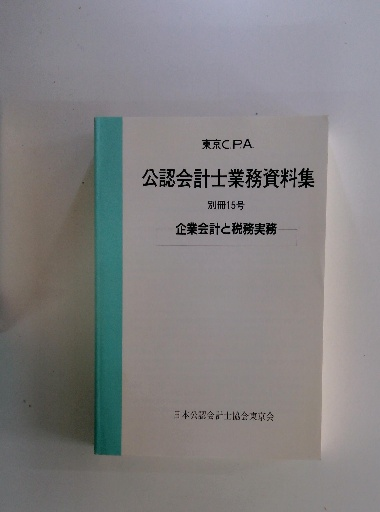 東京C.P.A.
公認会計士業務資料集
別冊15号
企業会計と税務実務
日本公認会計士協会東京会